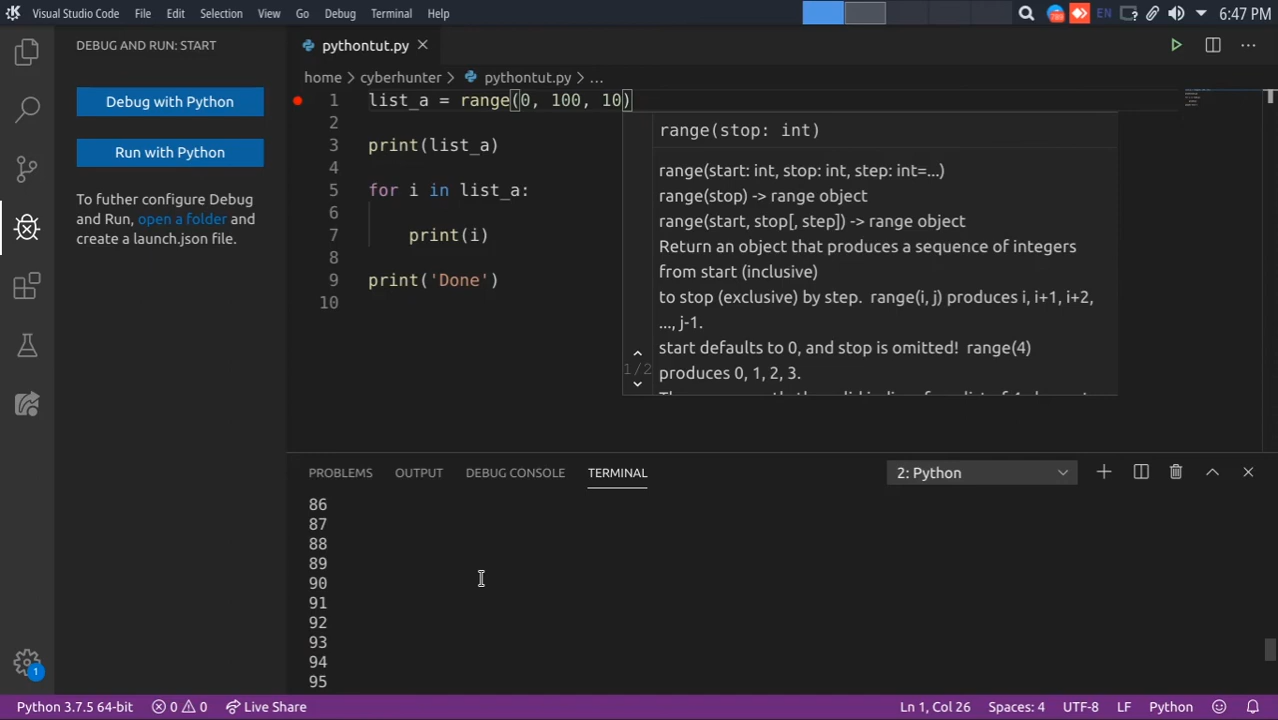 Visual Studio Code File Edit Selection View Go Debug Terminal Help EN 6:47 PM
DEBUG AND RUN: START
pythontut.py
Debug with Python
Run with Python
To futher configure Debug
and Run, open a folder and
create a launch.json file.
home > cyberhunter > pythontut.py > ...
1 list_a = range(0, 100, 10)
2
3 print(list_a)
4
5 for i in list_a:
6
7 print(i)
8
9 print('Done')
10
range(stop: int)
range(start: int, stop: int, step: int=...)
range(stop) -> range object
range(start, stop[, step]) -> range object
Return an object that produces a sequence of integers
from start (inclusive)
to stop (exclusive) by step. range(i, j) produces i, i+1, i+2,
..., j-1.
start defaults to 0, and stop is omitted! range(4)
produces 0, 1, 2, 3.
1/2
PROBLEMS OUTPUT DEBUG CONSOLE TERMINAL 2: Python
86
87
88
89
90
91
92
93
94
95
1
Python 3.7.5 64-bit 0 0 Live Share Ln 1, Col 26 Spaces: 4 UTF-8 LF Python